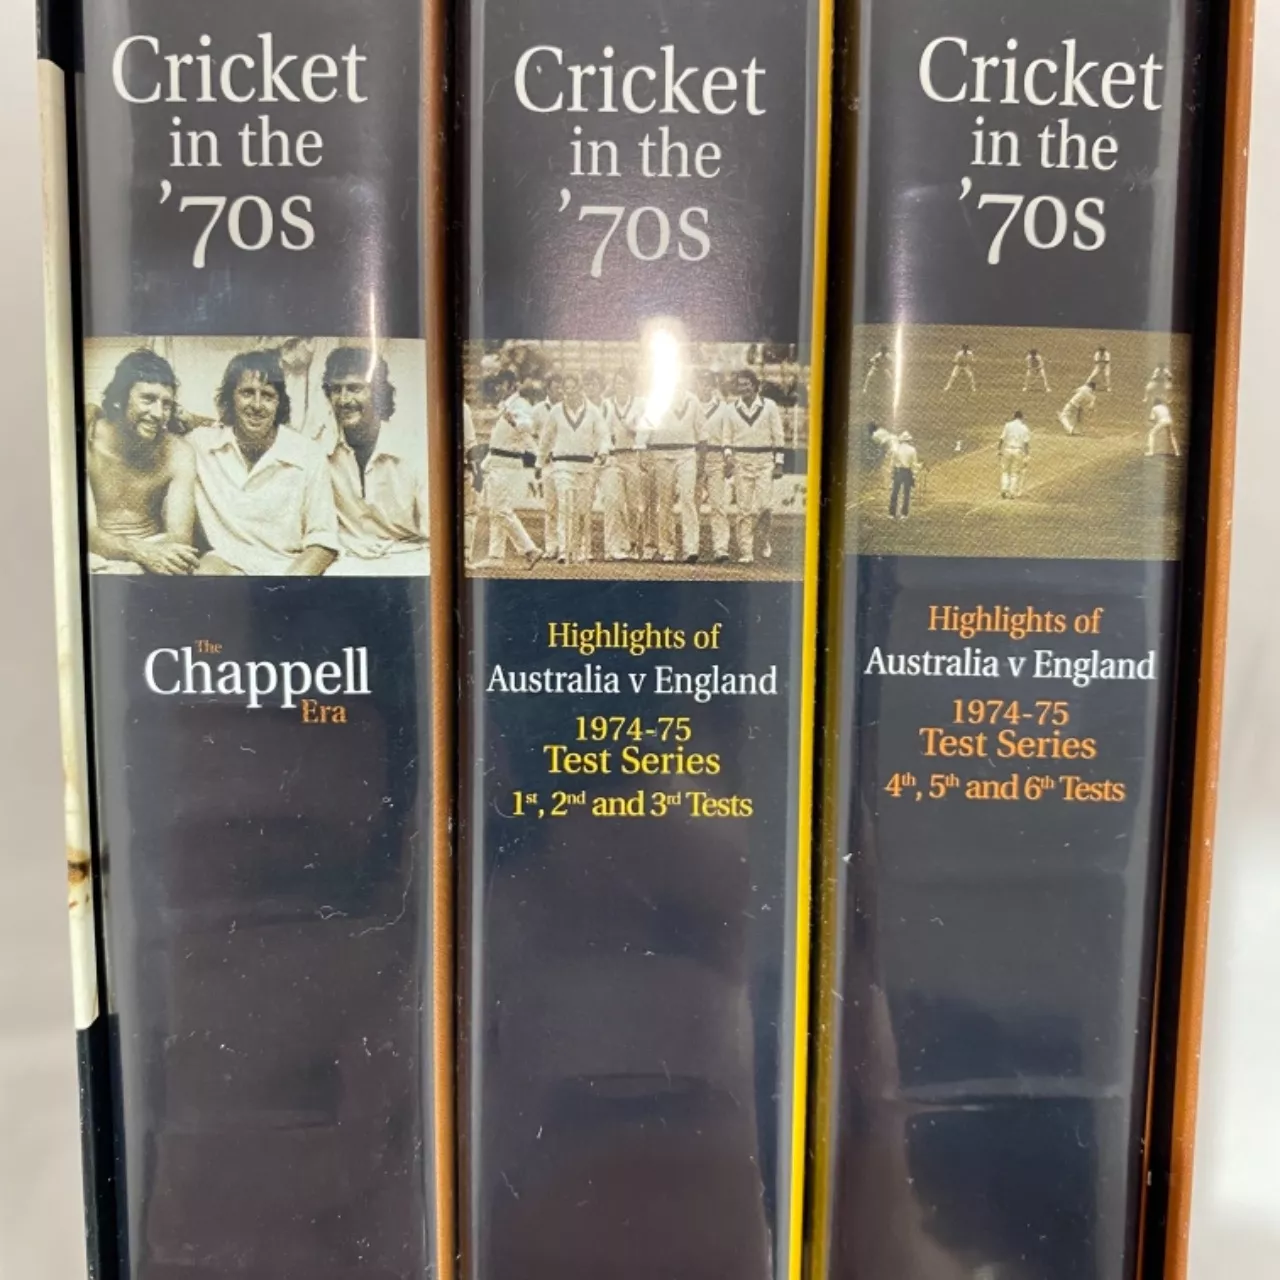 Cricket
in the
’70s
The
Chappell
Era
Cricket
in the
’70s
Highlights of
Australia v England
1974-75
Test Series
1st, 2nd and 3rd Tests
Cricket
in the
’70s
Highlights of
Australia v England
1974-75
Test Series
4th, 5th and 6th Tests